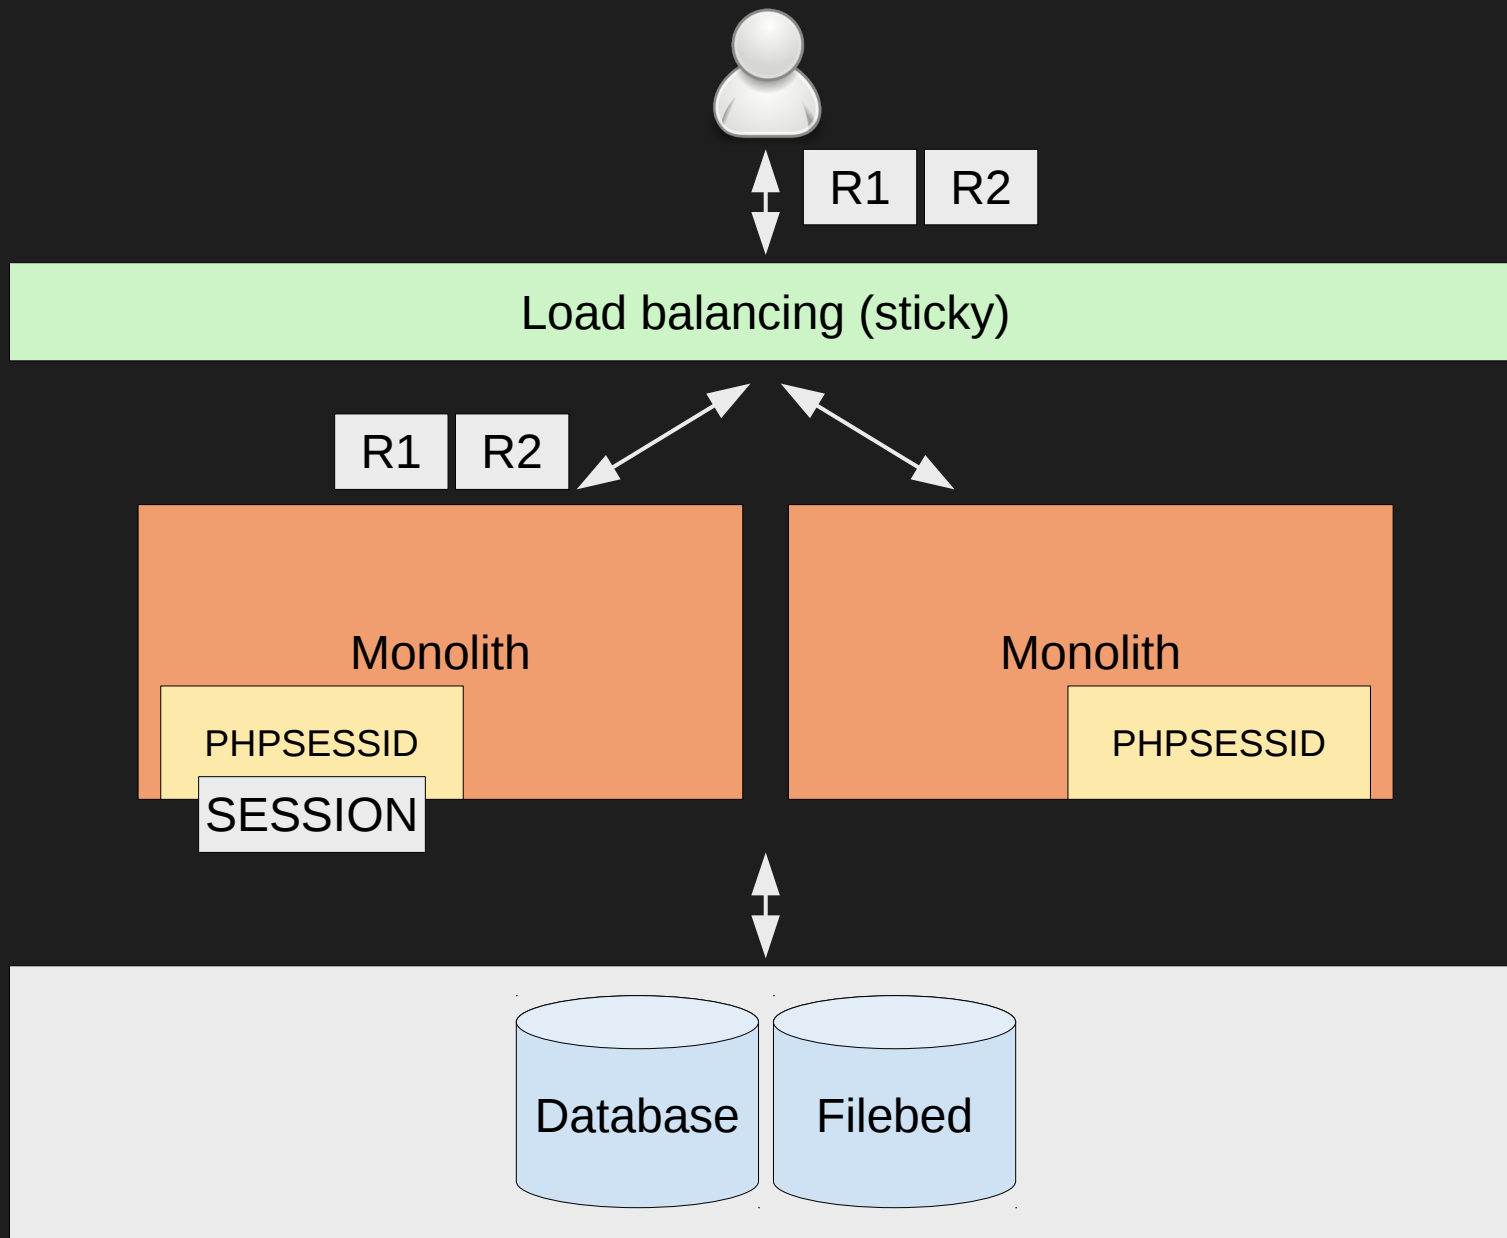 R1 R2
Load balancing (sticky)
R1 R2
Monolith
Monolith
PHPSESSID
PHPSESSID
SESSION
Database
Filebed